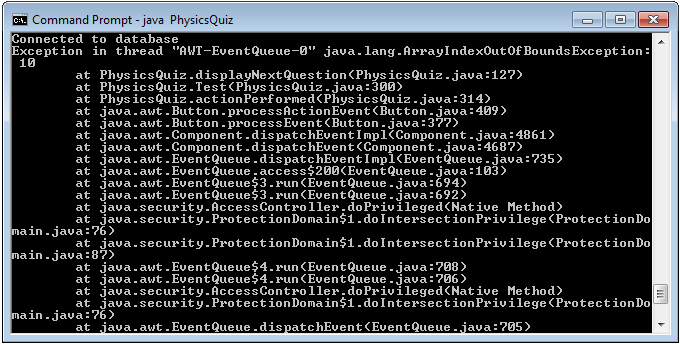 Command Prompt - java  PhysicsQuiz
Connected to database
Exception in thread "AWT-EventQueue-0" java.lang.ArrayIndexOutOfBoundsException:
 10
        at PhysicsQuiz.displayNextQuestion(PhysicsQuiz.java:127)
        at PhysicsQuiz.Test(PhysicsQuiz.java:300)
        at PhysicsQuiz.actionPerformed(PhysicsQuiz.java:314)
        at java.awt.Button.processActionEvent(Button.java:409)
        at java.awt.Button.processEvent(Button.java:377)
        at java.awt.Component.dispatchEventImpl(Component.java:4861)
        at java.awt.Component.dispatchEvent(Component.java:4687)
        at java.awt.EventQueue.dispatchEventImpl(EventQueue.java:735)
        at java.awt.EventQueue.access$200(EventQueue.java:103)
        at java.awt.EventQueue$3.run(EventQueue.java:694)
        at java.awt.EventQueue$3.run(EventQueue.java:692)
        at java.security.AccessController.doPrivileged(Native Method)
        at java.security.ProtectionDomain$1.doIntersectionPrivilege(ProtectionDo
main.java:76)
        at java.security.ProtectionDomain$1.doIntersectionPrivilege(ProtectionDo
main.java:87)
        at java.awt.EventQueue$4.run(EventQueue.java:708)
        at java.awt.EventQueue$4.run(EventQueue.java:706)
        at java.security.AccessController.doPrivileged(Native Method)
        at java.security.ProtectionDomain$1.doIntersectionPrivilege(ProtectionDo
main.java:76)
        at java.awt.EventQueue.dispatchEvent(EventQueue.java:705)